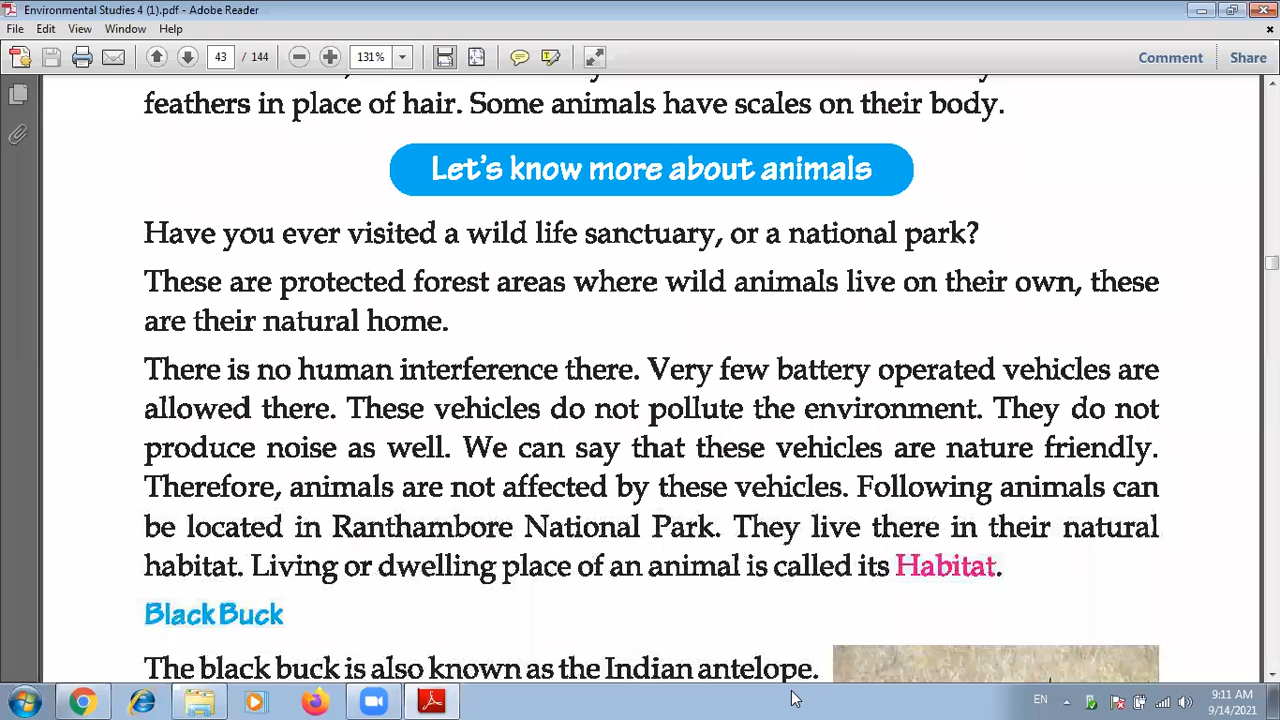 Environmental Studies 4 (1).pdf - Adobe Reader
File Edit View Window Help
43 / 144 131% Comment Share
feathers in place of hair. Some animals have scales on their body.
Let's know more about animals
Have you ever visited a wild life sanctuary, or a national park?
These are protected forest areas where wild animals live on their own, these
are their natural home.
There is no human interference there. Very few battery operated vehicles are
allowed there. These vehicles do not pollute the environment. They do not
produce noise as well. We can say that these vehicles are nature friendly.
Therefore, animals are not affected by these vehicles. Following animals can
be located in Ranthambore National Park. They live there in their natural
habitat. Living or dwelling place of an animal is called its Habitat.
Black Buck
The black buck is also known as the Indian antelope.
EN 9:11 AM
9/14/2021